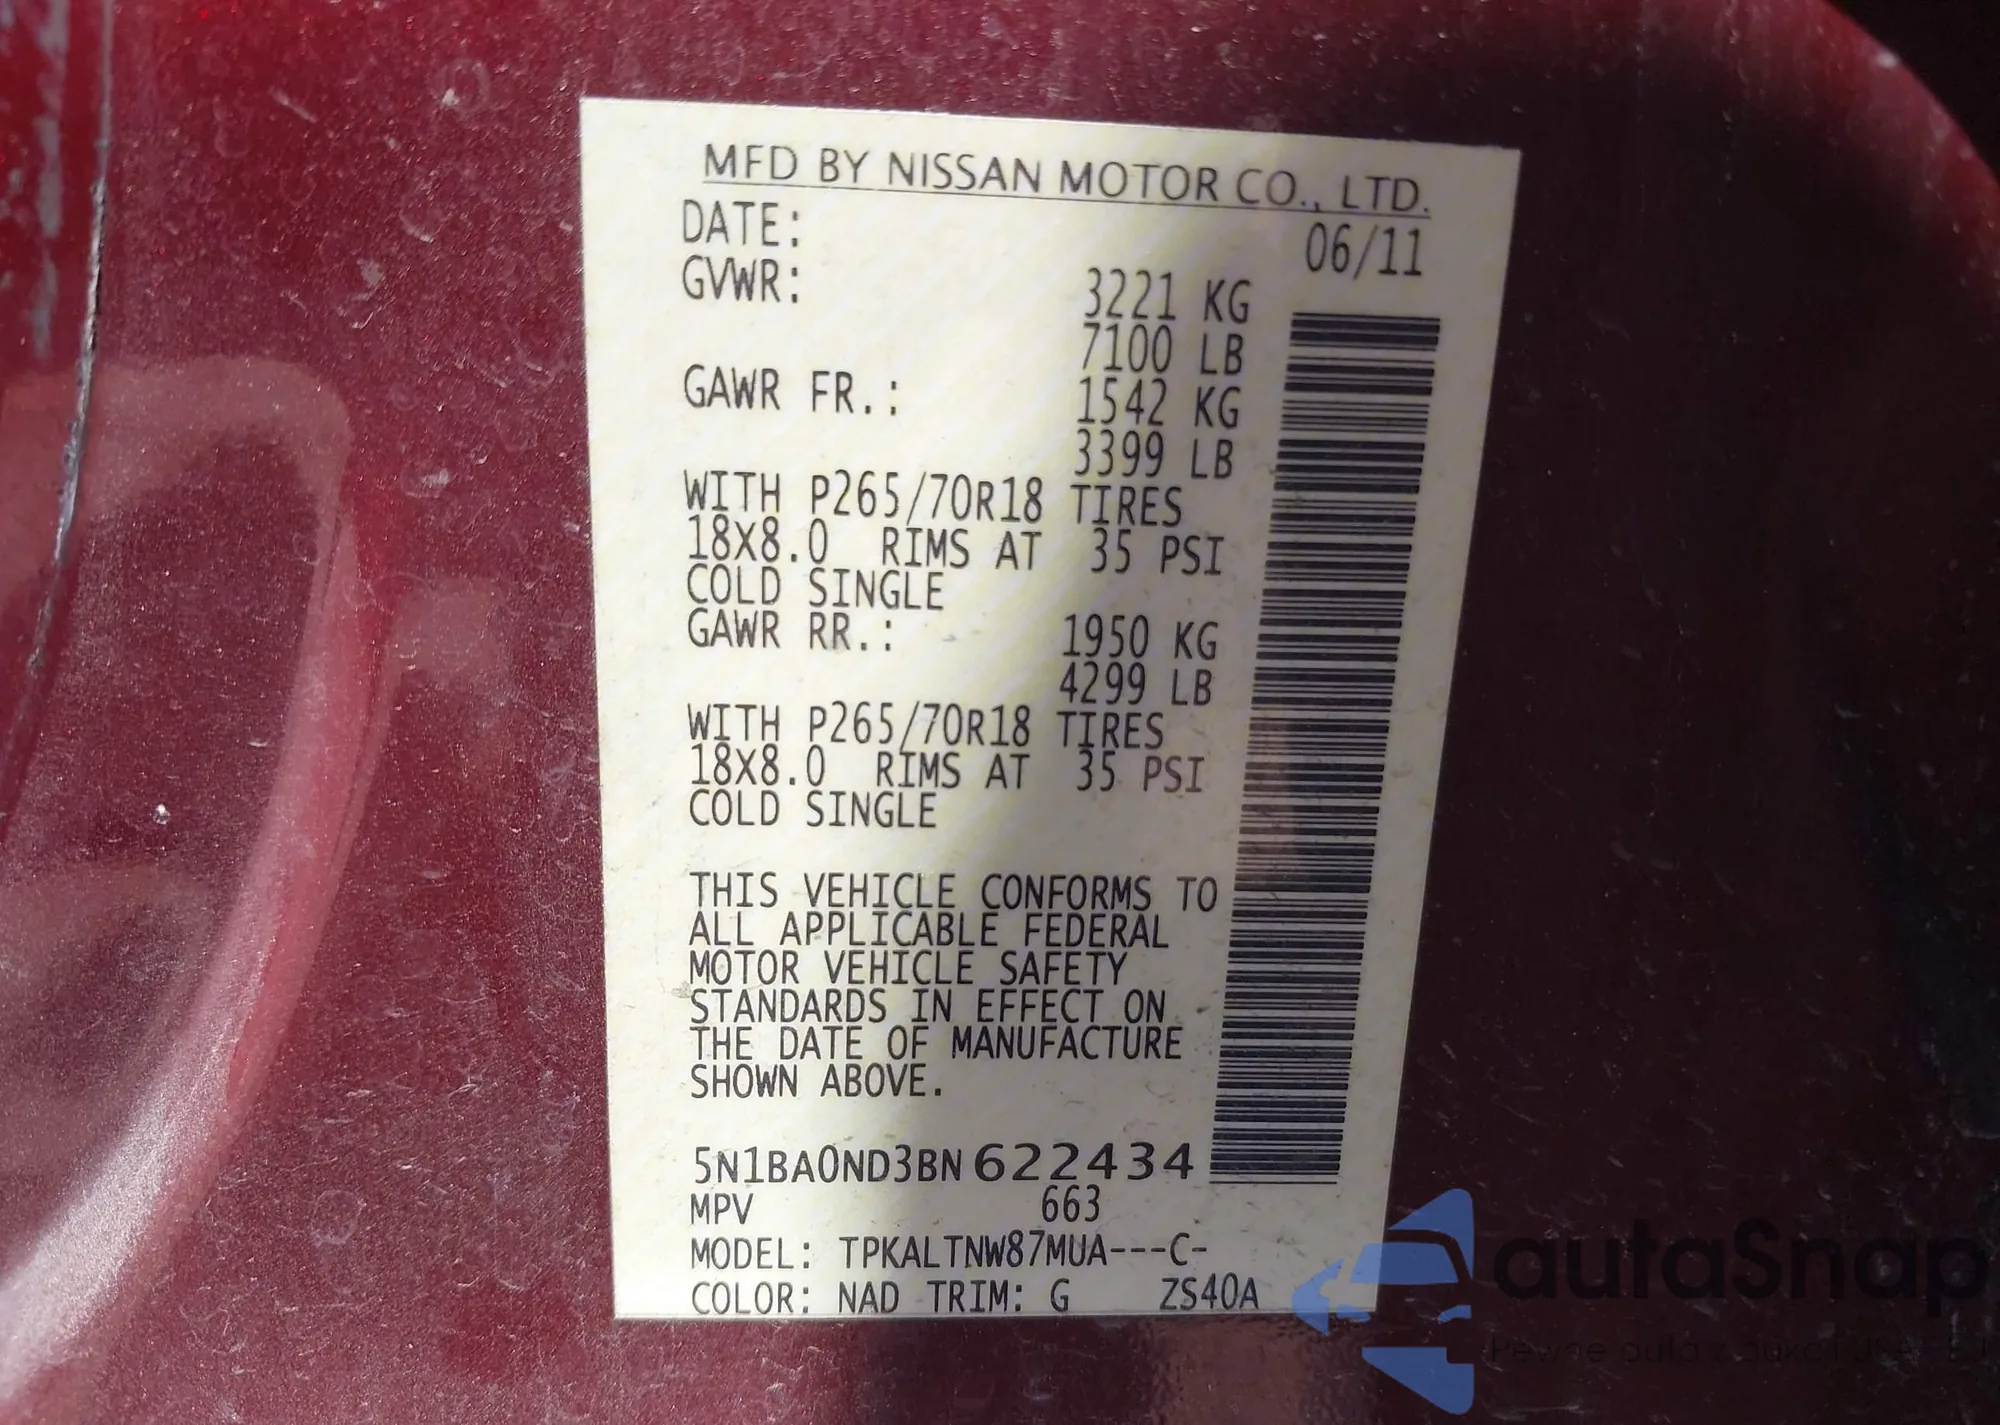 MFD BY NISSAN MOTOR CO., LTD.
DATE: 06/11
GVWR: 3221 KG
7100 LB
GAWR FR.: 1542 KG
3399 LB
WITH P265/70R18 TIRES
18X8.0 RIMS AT 35 PSI
COLD SINGLE
GAWR RR.: 1950 KG
4299 LB
WITH P265/70R18 TIRES
18X8.0 RIMS AT 35 PSI
COLD SINGLE
THIS VEHICLE CONFORMS TO
ALL APPLICABLE FEDERAL
MOTOR VEHICLE SAFETY
STANDARDS IN EFFECT ON
THE DATE OF MANUFACTURE
SHOWN ABOVE.
5N1BA0ND3BN622434
MPV 663
MODEL: TPKALTNW87MUA---C-
COLOR: NAD TRIM: G ZS40A
autaSnap
Pewne auta z aukcji